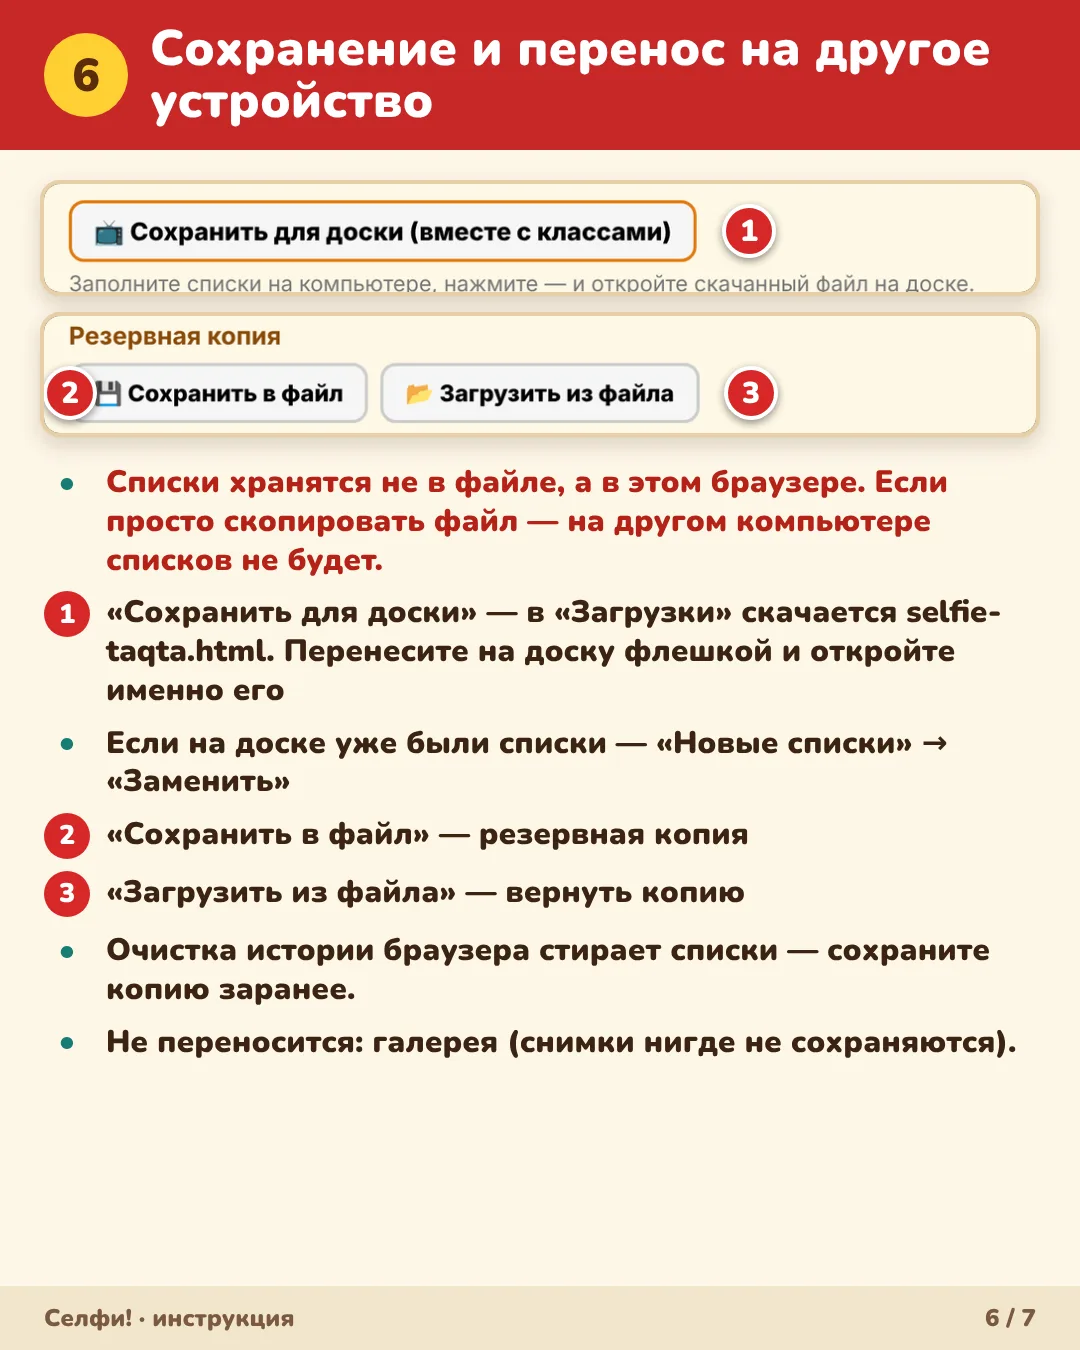 6
Сохранение и перенос на другое
устройство
📺 Сохранить для доски (вместе с классами)
1
Заполните списки на компьютере, нажмите — и откройте скачанный файл на доске.
Резервная копия
2
💾 Сохранить в файл
📂 Загрузить из файла
3
• Списки хранятся не в файле, а в этом браузере. Если
просто скопировать файл — на другом компьютере
списков не будет.
1 «Сохранить для доски» — в «Загрузки» скачается selfie-
taqta.html. Перенесите на доску флешкой и откройте
именно его
• Если на доске уже были списки — «Новые списки» →
«Заменить»
2 «Сохранить в файл» — резервная копия
3 «Загрузить из файла» — вернуть копию
• Очистка истории браузера стирает списки — сохраните
копию заранее.
• Не переносится: галерея (снимки нигде не сохраняются).
Селфи! · инструкция
6 / 7